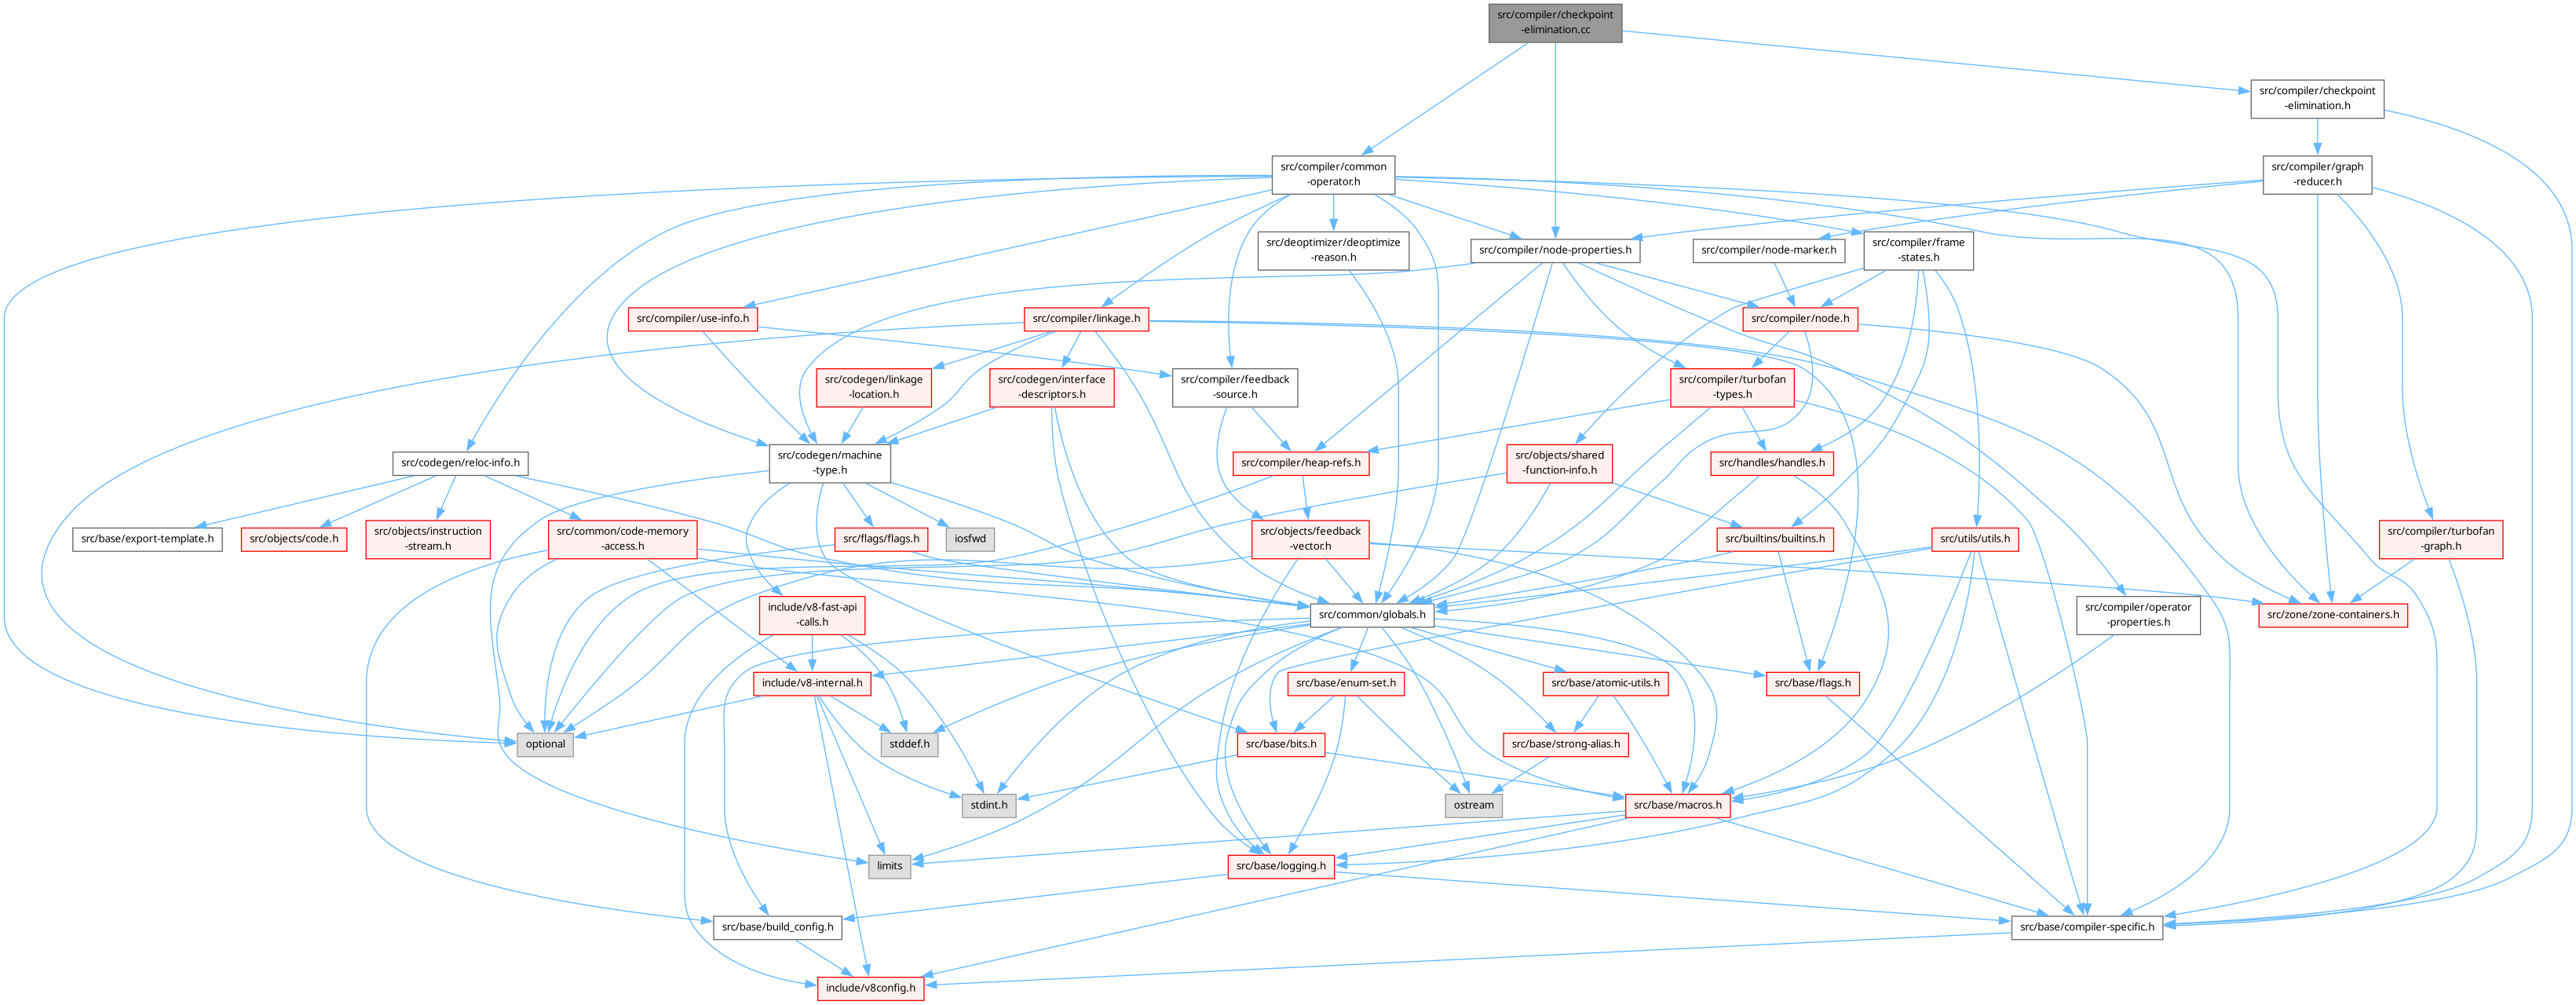 src/compiler/checkpoint
-elimination.cc
src/compiler/checkpoint
-elimination.h
src/compiler/common
-operator.h
src/compiler/graph
-reducer.h
src/deoptimizer/deoptimize
-reason.h
src/compiler/node-properties.h
src/compiler/node-marker.h
src/compiler/frame
-states.h
src/compiler/use-info.h
src/compiler/linkage.h
src/compiler/node.h
src/codegen/linkage
-location.h
src/codegen/interface
-descriptors.h
src/compiler/feedback
-source.h
src/compiler/turbofan
-types.h
src/codegen/reloc-info.h
src/codegen/machine
-type.h
src/compiler/heap-refs.h
src/objects/shared
-function-info.h
src/handles/handles.h
src/base/export-template.h
src/objects/code.h
src/objects/instruction
-stream.h
src/common/code-memory
-access.h
src/flags/flags.h
iosfwd
src/objects/feedback
-vector.h
src/builtins/builtins.h
src/utils/utils.h
src/compiler/turbofan
-graph.h
include/v8-fast-api
-calls.h
src/common/globals.h
src/compiler/operator
-properties.h
src/zone/zone-containers.h
include/v8-internal.h
src/base/enum-set.h
src/base/atomic-utils.h
src/base/flags.h
optional
stddef.h
src/base/bits.h
src/base/strong-alias.h
stdint.h
ostream
src/base/macros.h
limits
src/base/logging.h
src/base/build_config.h
src/base/compiler-specific.h
include/v8config.h